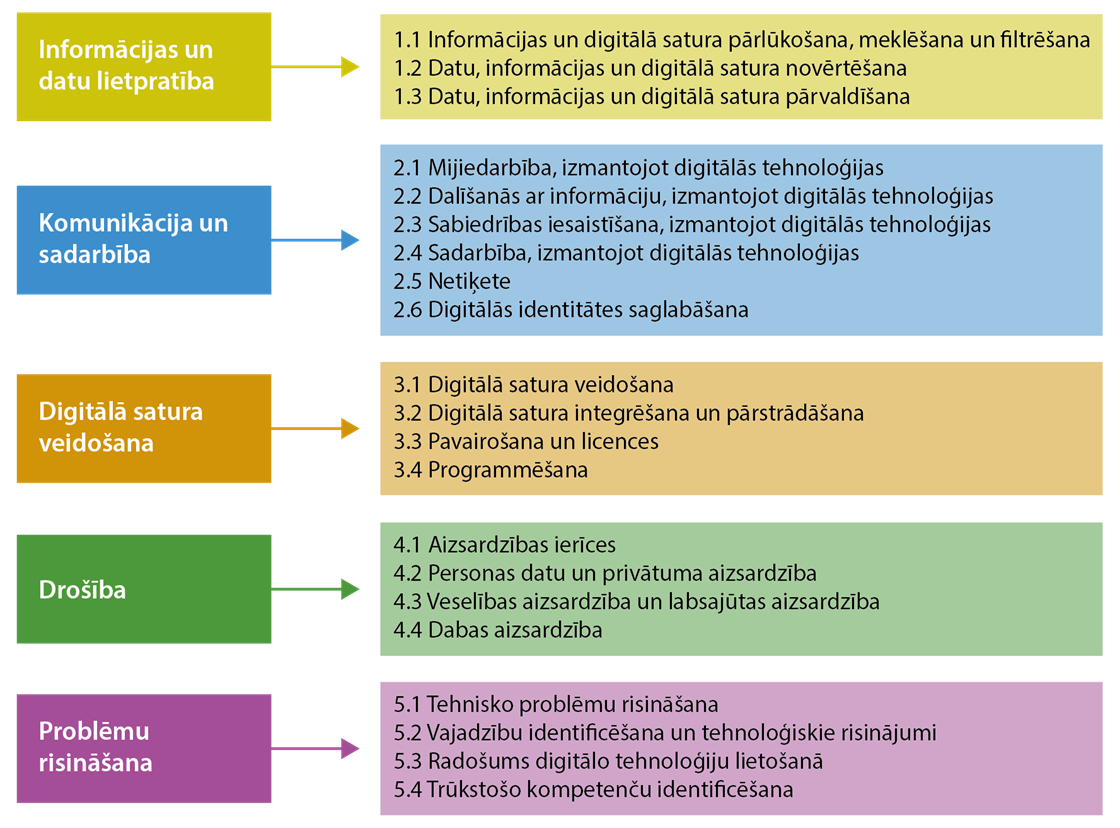 Informācijas un
datu lietpratība
1.1 Informācijas un digitālā satura pārlūkošana, meklēšana un filtrēšana
1.2 Datu, informācijas un digitālā satura novērtēšana
1.3 Datu, informācijas un digitālā satura pārvaldīšana
Komunikācija un
sadarbība
2.1 Mijiedarbība, izmantojot digitālās tehnoloģijas
2.2 Dalīšanās ar informāciju, izmantojot digitālās tehnoloģijas
2.3 Sabiedrības iesaistīšana, izmantojot digitālās tehnoloģijas
2.4 Sadarbība, izmantojot digitālās tehnoloģijas
2.5 Netiķete
2.6 Digitālās identitātes saglabāšana
Digitālā satura
veidošana
3.1 Digitālā satura veidošana
3.2 Digitālā satura integrēšana un pārstrādāšana
3.3 Pavairošana un licences
3.4 Programmēšana
Drošība
4.1 Aizsardzības ierīces
4.2 Personas datu un privātuma aizsardzība
4.3 Veselības aizsardzība un labsajūtas aizsardzība
4.4 Dabas aizsardzība
Problēmu
risināšana
5.1 Tehnisko problēmu risināšana
5.2 Vajadzību identificēšana un tehnoloģiskie risinājumi
5.3 Radošums digitālo tehnoloģiju lietošanā
5.4 Trūkstošo kompetenču identificēšana